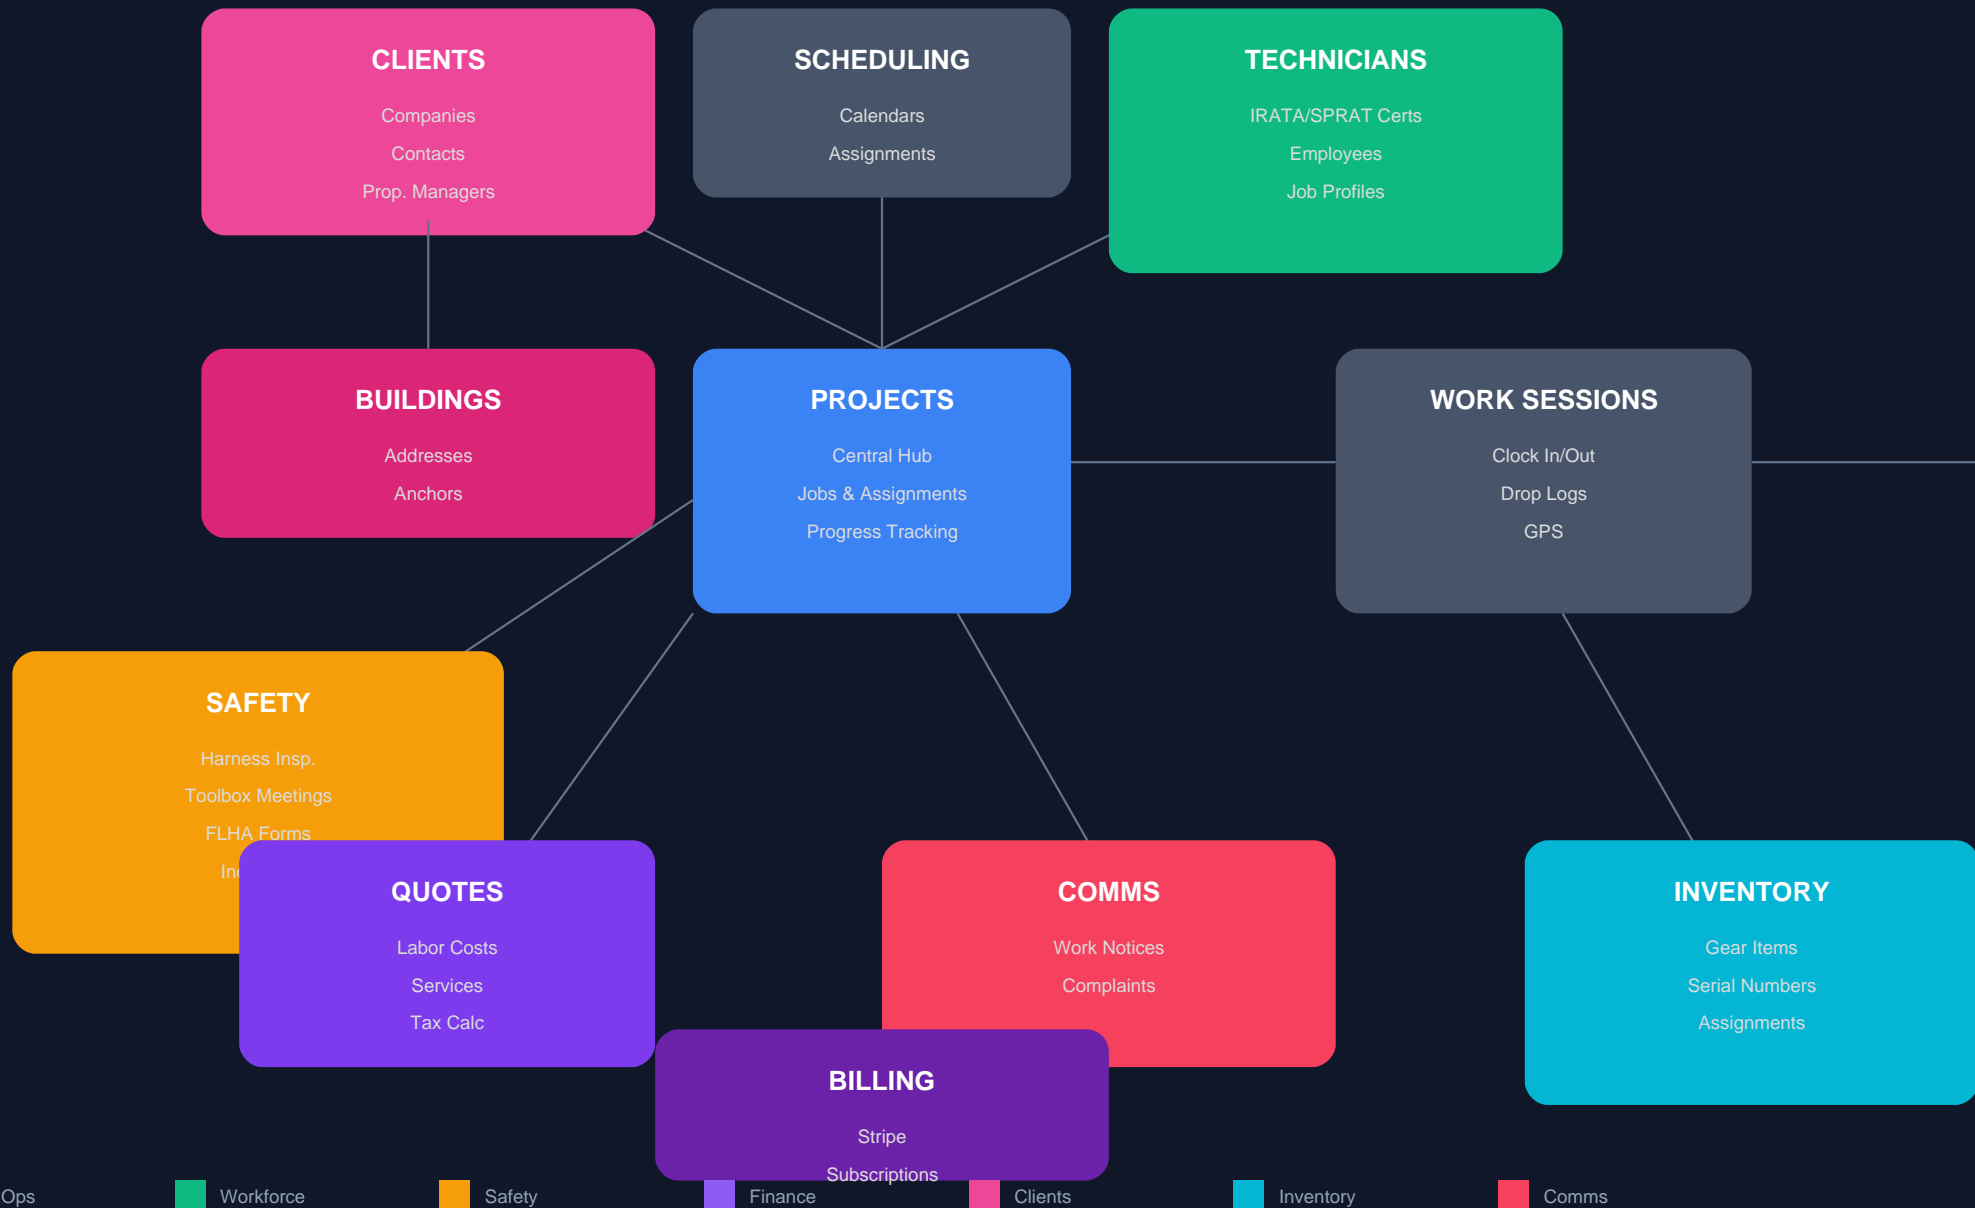 CLIENTS
Companies
Contacts
Prop. Managers
SCHEDULING
Calendars
Assignments
TECHNICIANS
IRATA/SPRAT Certs
Employees
Job Profiles
BUILDINGS
Addresses
Anchors
PROJECTS
Central Hub
Jobs & Assignments
Progress Tracking
WORK SESSIONS
Clock In/Out
Drop Logs
GPS
SAFETY
Harness Insp.
Toolbox Meetings
FLHA Forms
QUOTES
Labor Costs
Services
Tax Calc
COMMS
Work Notices
Complaints
INVENTORY
Gear Items
Serial Numbers
Assignments
BILLING
Stripe
Subscriptions
Ops
Workforce
Safety
Finance
Clients
Inventory
Comms